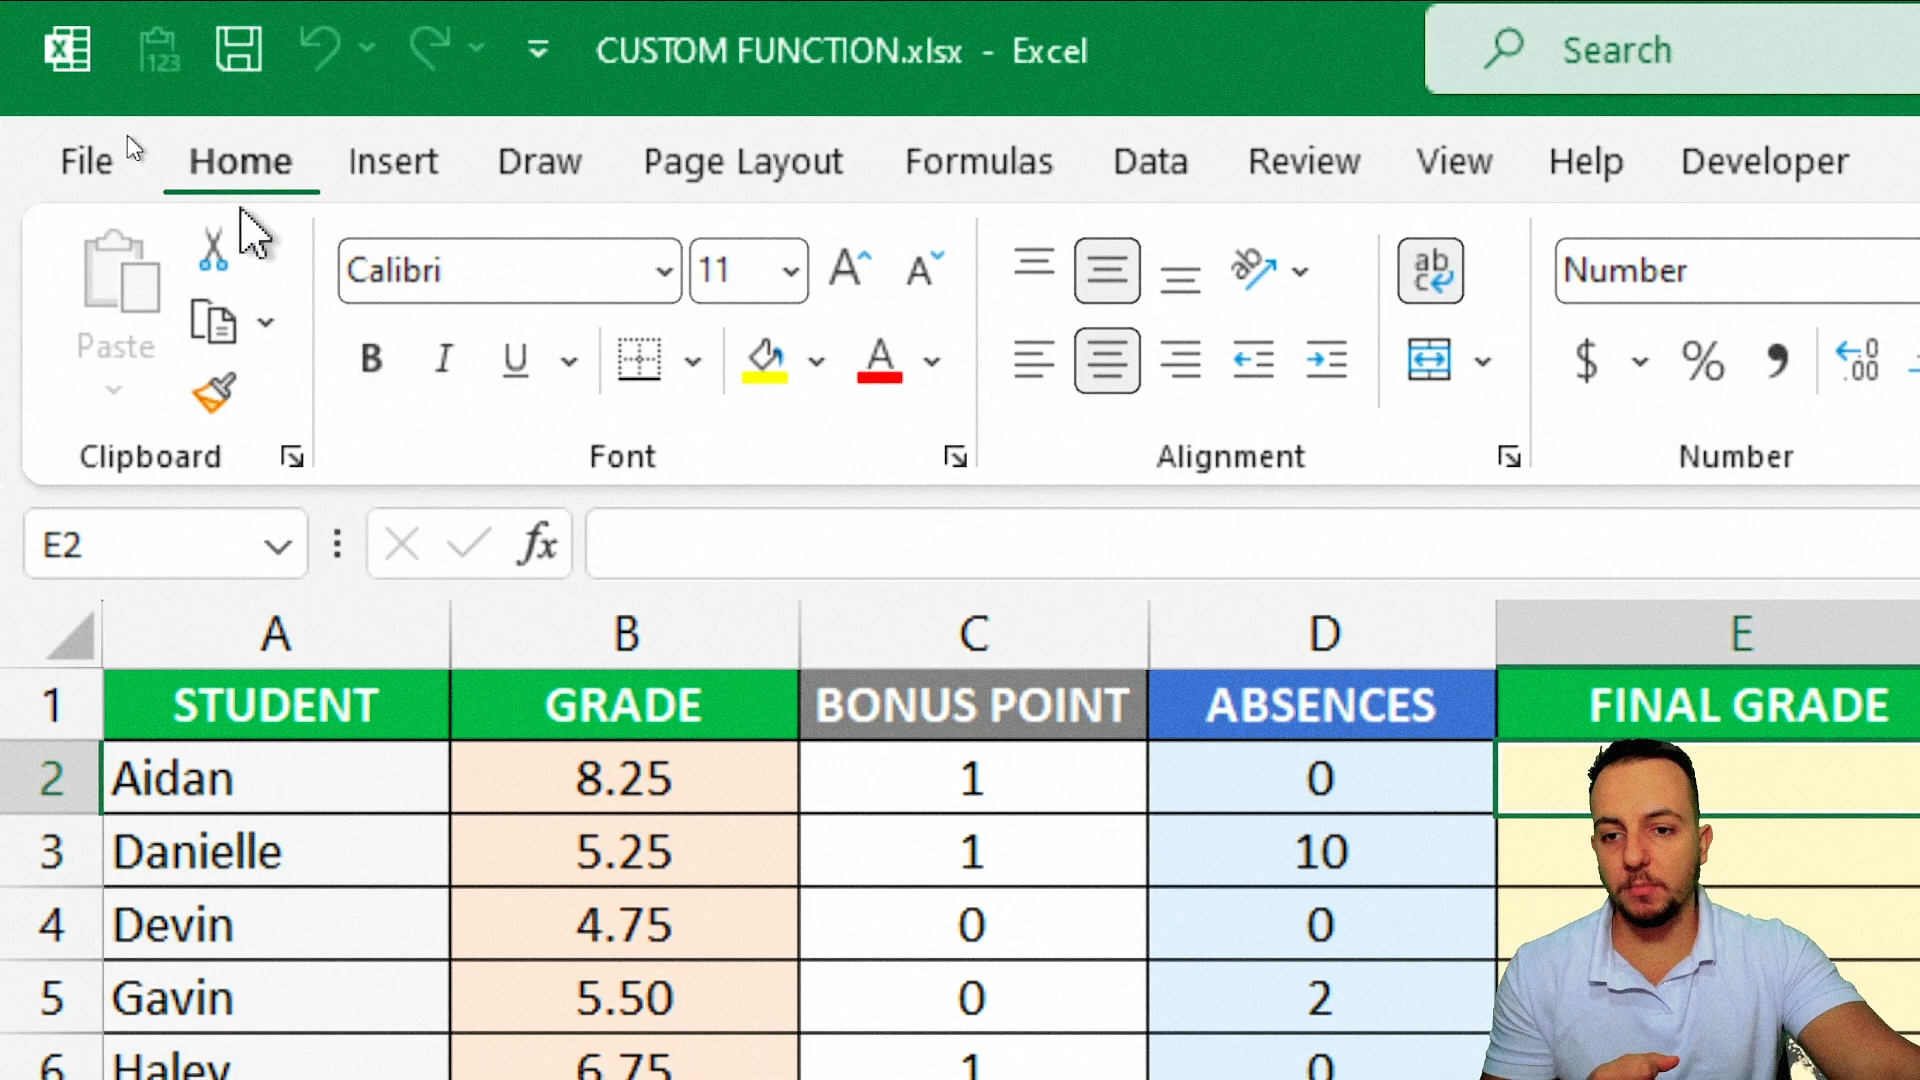 CUSTOM FUNCTION.xlsx - Excel
Search
File Home Insert Draw Page Layout Formulas Data Review View Help Developer
Paste
Calibri 11
Number
Clipboard Font Alignment Number
E2
A B C D E
1 STUDENT GRADE BONUS POINT ABSENCES FINAL GRADE
2 Aidan 8.25 1 0
3 Danielle 5.25 1 10
4 Devin 4.75 0 0
5 Gavin 5.50 0 2
6 Haley 6.75 1 0